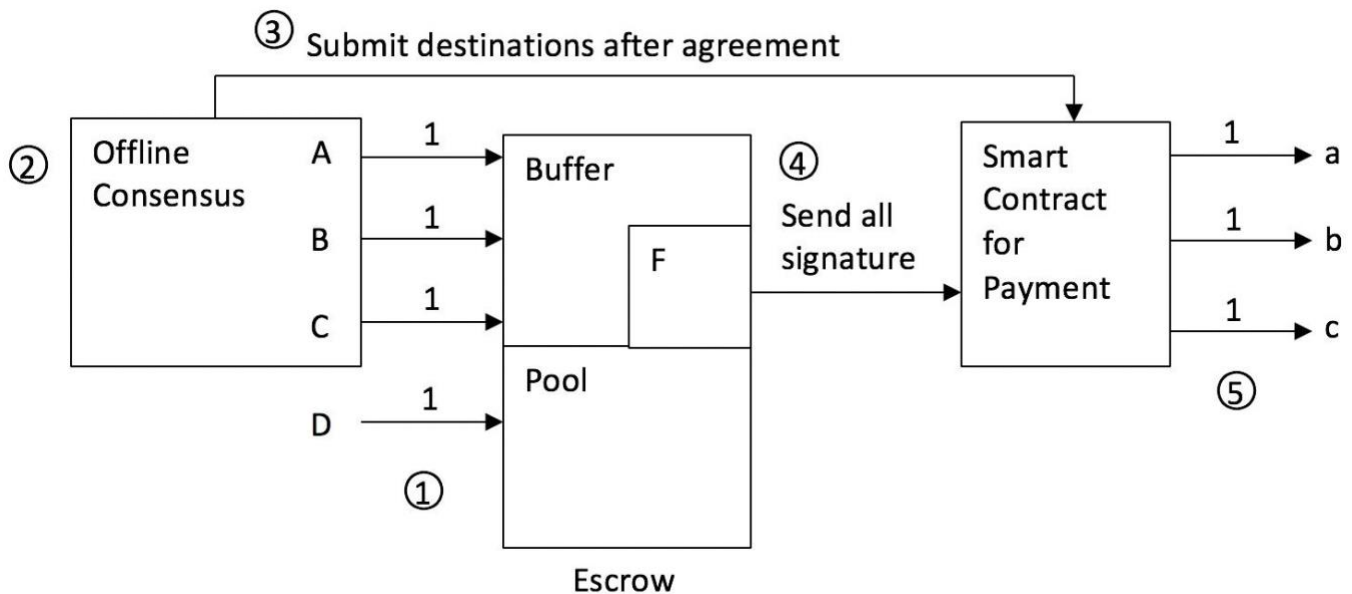 ③ Submit destinations after agreement
②
Offline
Consensus
A
B
C
D
1
1
1
1
①
Buffer
F
Pool
Escrow
④
Send all
signature
Smart
Contract
for
Payment
1
1
1
a
b
c
⑤